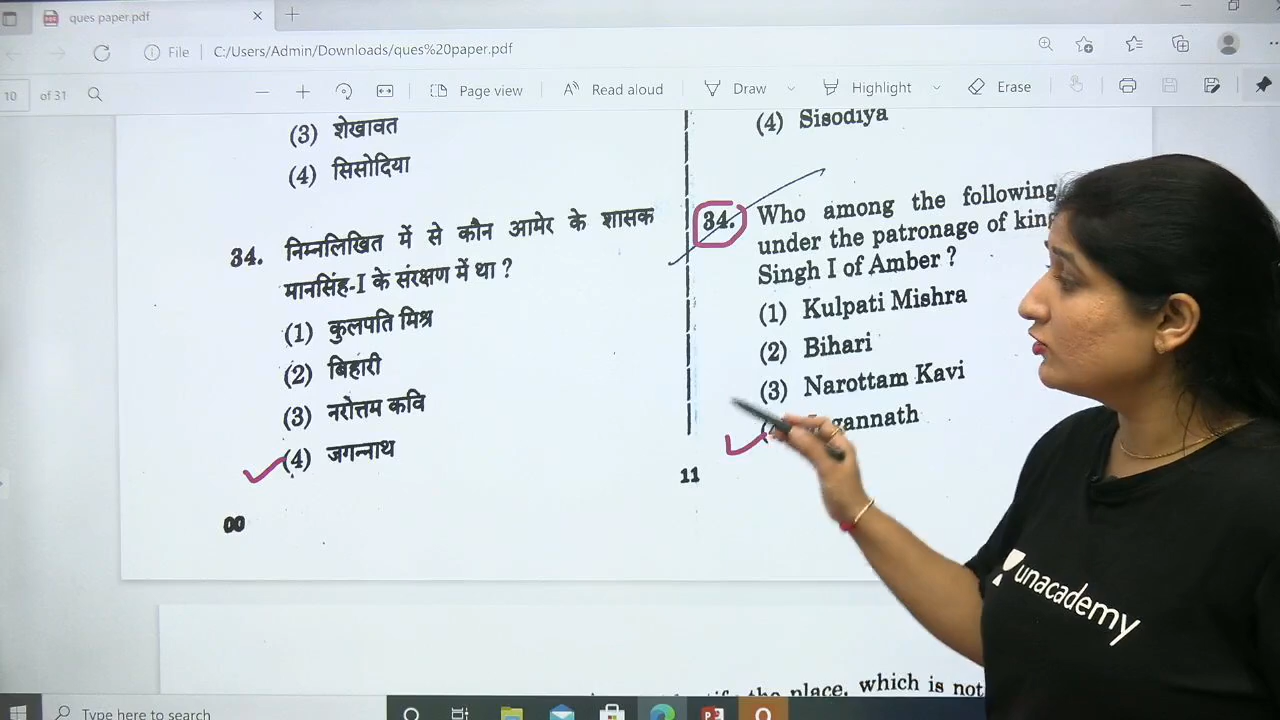 ques paper.pdf
File
C:/Users/Admin/Downloads/ques%20paper.pdf
10 of 31
Page view
Read aloud
Draw
Highlight
Erase
(3) शेखावत
(4) सिसोदिया
34. निम्नलिखित में से कौन आमेर के शासक
मानसिंह-I के संरक्षण में था ?
(1) कुलपति मिश्र
(2) बिहारी
(3) नरोत्तम कवि
(4) जगन्नाथ
00
(4) Sisodiya
34. Who among the following
under the patronage of king
Singh I of Amber ?
(1) Kulpati Mishra
(2) Bihari
(3) Narottam Kavi
gannath
11
the place, which is not
unacademy
Type here to search